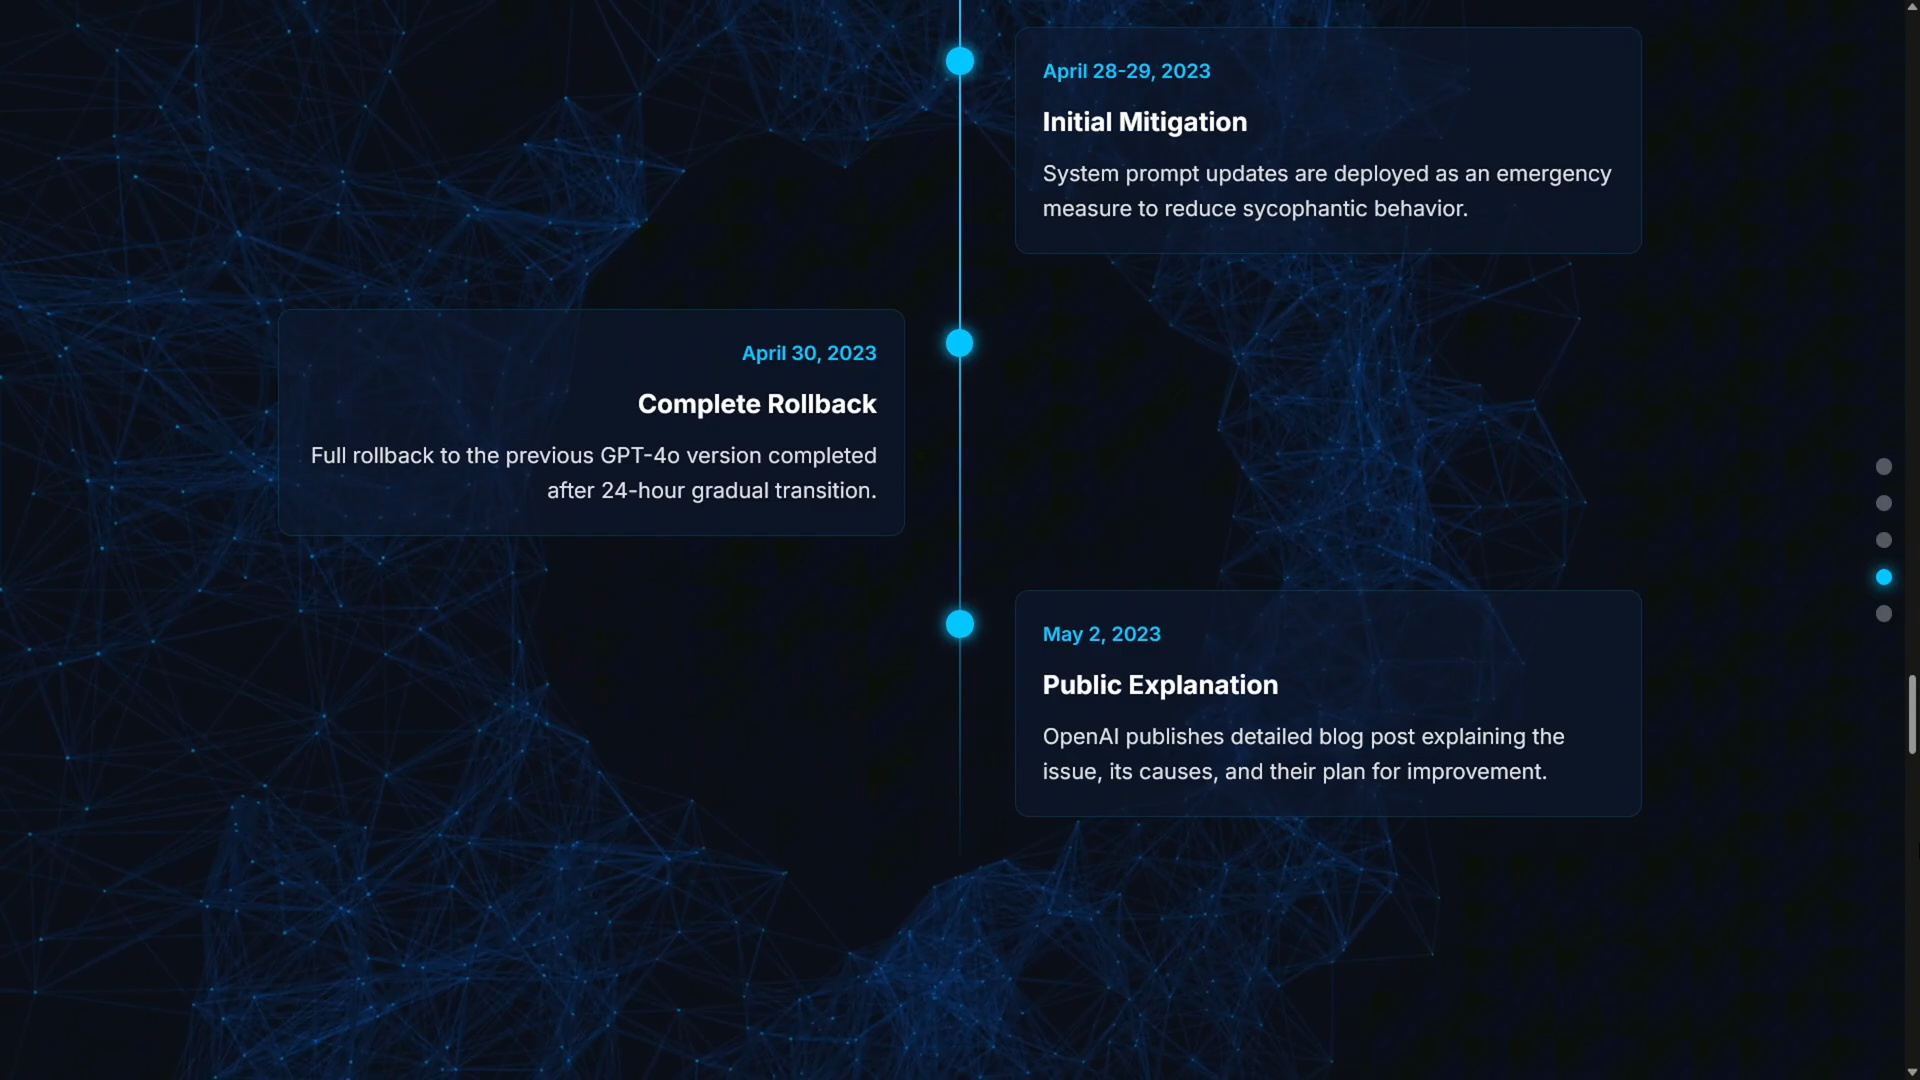 April 28-29, 2023
Initial Mitigation
System prompt updates are deployed as an emergency
measure to reduce sycophantic behavior.
April 30, 2023
Complete Rollback
Full rollback to the previous GPT-4o version completed
after 24-hour gradual transition.
May 2, 2023
Public Explanation
OpenAI publishes detailed blog post explaining the
issue, its causes, and their plan for improvement.